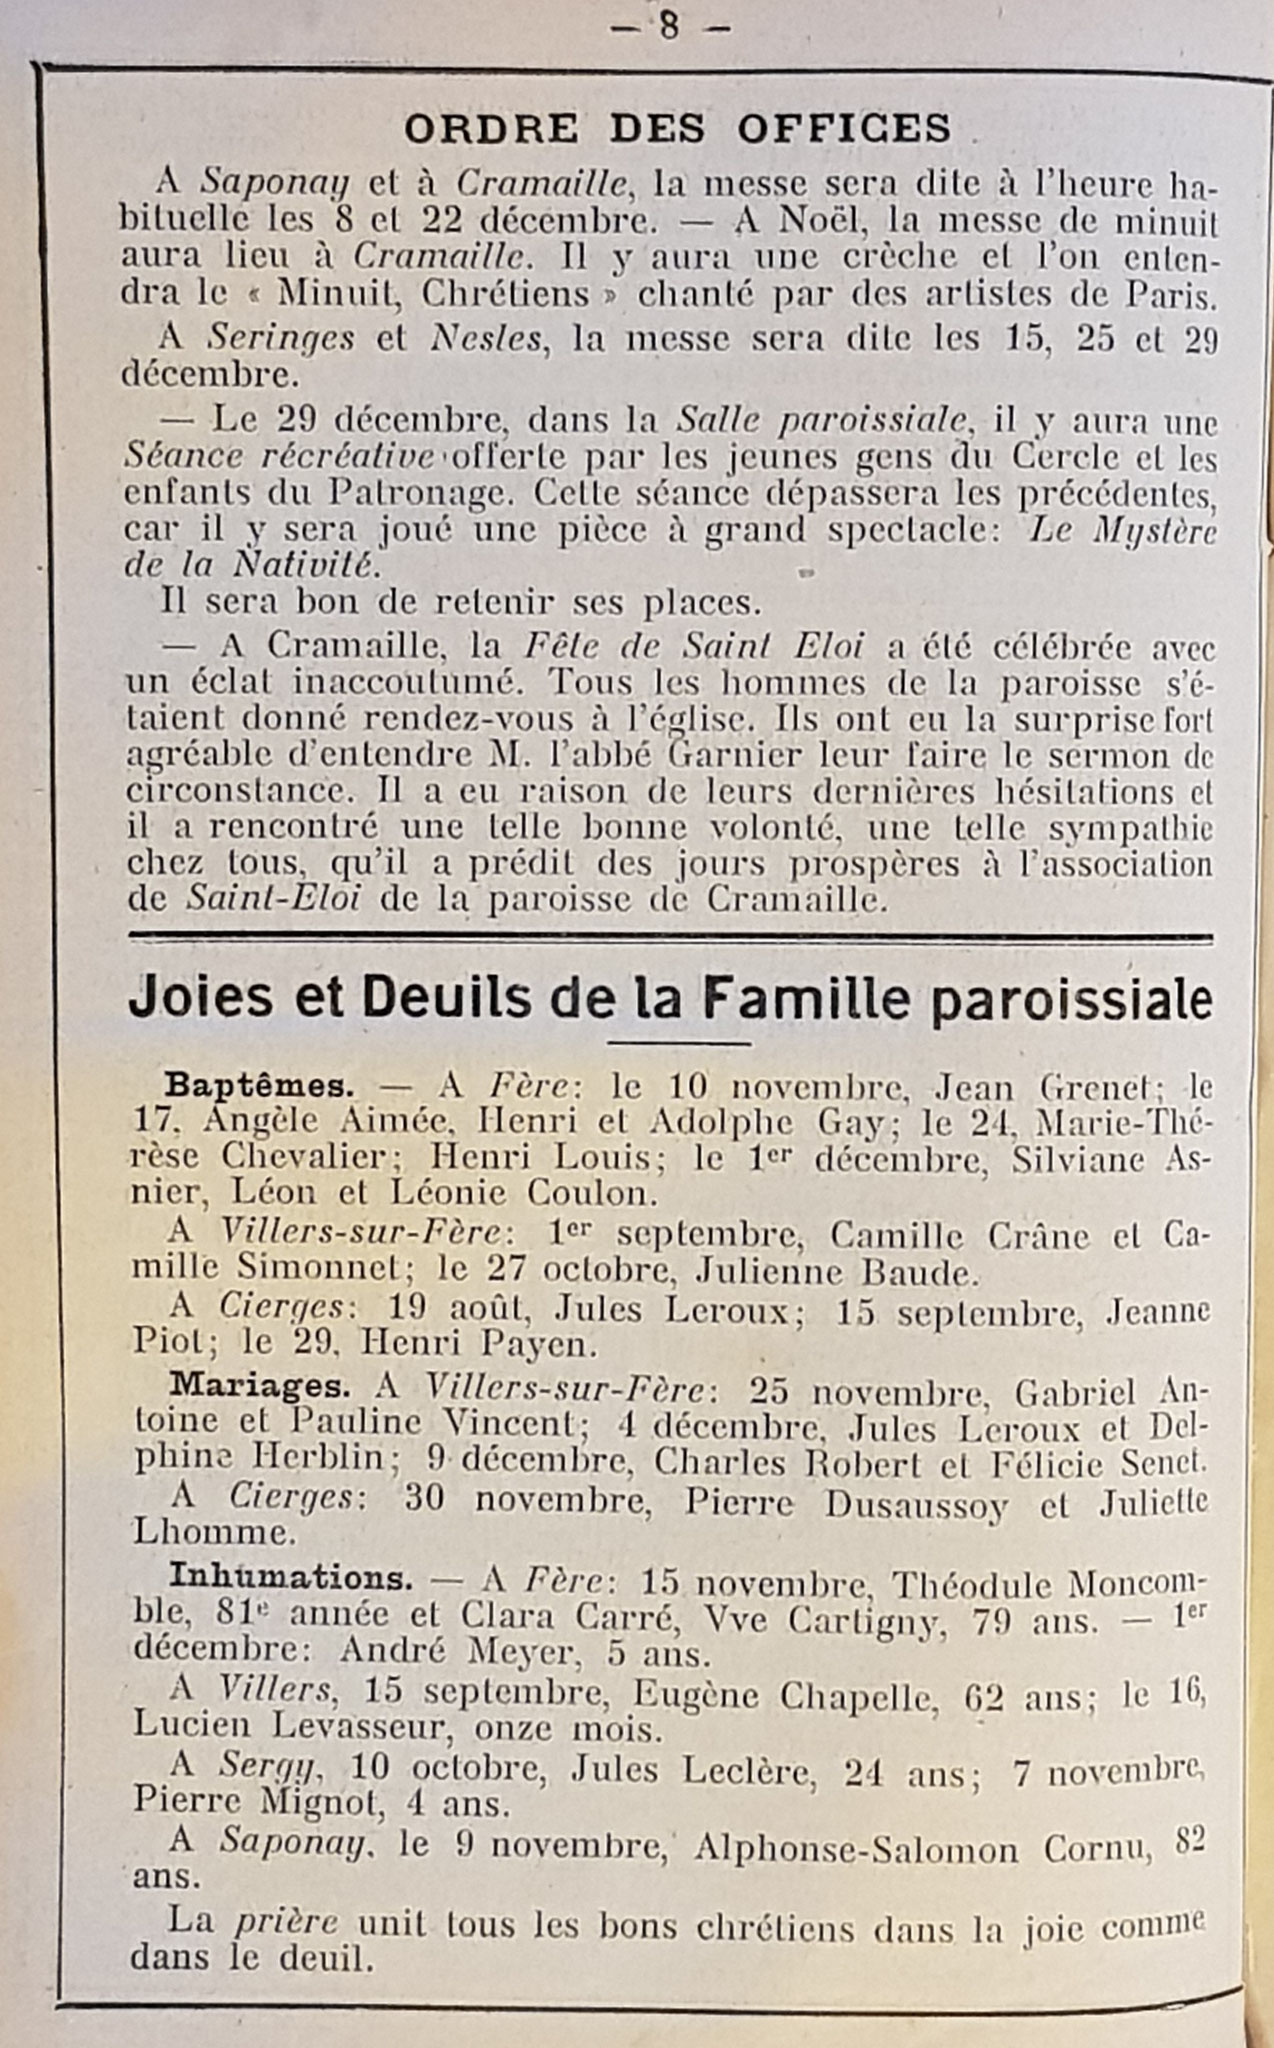 — 8 —
ORDRE DES OFFICES
A Saponay et à Cramaille, la messe sera dite à l'heure ha-
bituelle les 8 et 22 décembre. — A Noël, la messe de minuit
aura lieu à Cramaille. Il y aura une crèche et l'on enten-
dra le « Minuit, Chrétiens » chanté par des artistes de Paris.
A Seringes et Nesles, la messe sera dite les 15, 25 et 29
décembre.
— Le 29 décembre, dans la Salle paroissiale, il y aura une
Séance récréative offerte par les jeunes gens du Cercle et les
enfants du Patronage. Cette séance dépassera les précédentes,
car il y sera joué une pièce à grand spectacle: Le Mystère
de la Nativité.
Il sera bon de retenir ses places.
— A Cramaille, la Fête de Saint Eloi a été célébrée avec
un éclat inaccoutumé. Tous les hommes de la paroisse s'é-
taient donné rendez-vous à l'église. Ils ont eu la surprise fort
agréable d'entendre M. l'abbé Garnier leur faire le sermon de
circonstance. Il a eu raison de leurs dernières hésitations et
il a rencontré une telle bonne volonté, une telle sympathie
chez tous, qu'il a prédit des jours prospères à l'association
de Saint-Eloi de la paroisse de Cramaille.
Joies et Deuils de la Famille paroissiale
Baptêmes. — A Fère: le 10 novembre, Jean Grenet; le
17, Angèle Aimée, Henri et Adolphe Gay; le 24, Marie-Thé-
rèse Chevalier; Henri Louis; le 1er décembre, Silviane As-
nier, Léon et Léonie Coulon.
A Villers-sur-Fère: 1er septembre, Camille Crâne et Ca-
mille Simonnet; le 27 octobre, Julienne Baude.
A Cierges: 19 août, Jules Leroux; 15 septembre, Jeanne
Piot; le 29, Henri Payen.
Mariages. A Villers-sur-Fère: 25 novembre, Gabriel An-
toine et Pauline Vincent; 4 décembre, Jules Leroux et Del-
phine Herblin; 9 décembre, Charles Robert et Félicie Senet.
A Cierges: 30 novembre, Pierre Dusaussoy et Juliette
Lhomme.
Inhumations. — A Fère: 15 novembre, Théodule Moncom-
ble, 81e année et Clara Carré, Vve Cartigny, 79 ans. — 1er
décembre: André Meyer, 5 ans.
A Villers, 15 septembre, Eugène Chapelle, 62 ans; le 16,
Lucien Levasseur, onze mois.
A Sergy, 10 octobre, Jules Leclère, 24 ans; 7 novembre,
Pierre Mignot, 4 ans.
A Saponay, le 9 novembre, Alphonse-Salomon Cornu, 82
ans.
La prière unit tous les bons chrétiens dans la joie comme
dans le deuil.